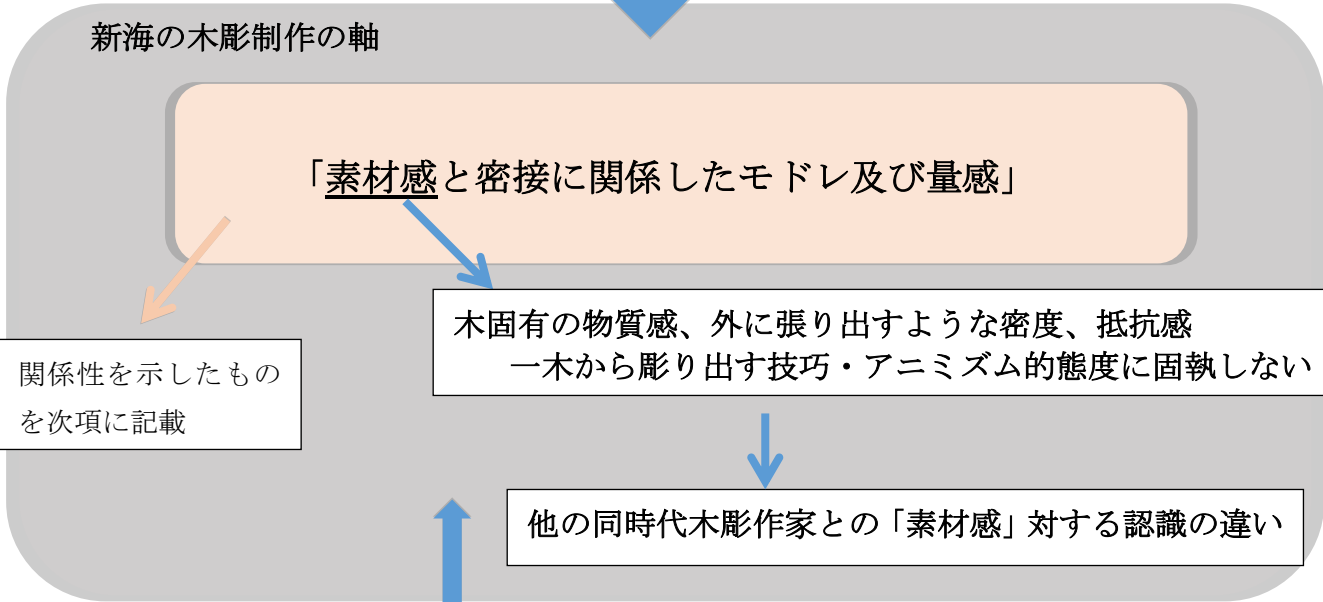 新海の木彫制作の軸
「素材感と密接に関係したモドレ及び量感」
木固有の物質感、外に張り出すような密度、抵抗感
一木から彫り出す技巧・アニミズム的態度に固執しない
関係性を示したもの
を次項に記載
他の同時代木彫作家との「素材感」対する認識の違い